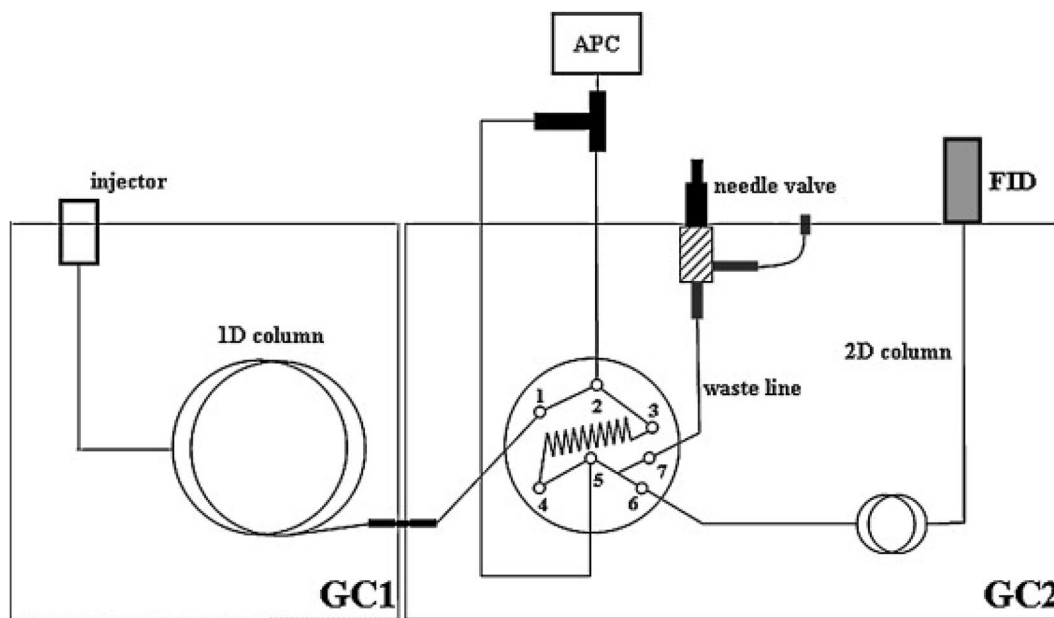 APC
injector
needle valve
FID
1D column
2D column
waste line
1
2
3
4
5
6
7
GC1
GC2